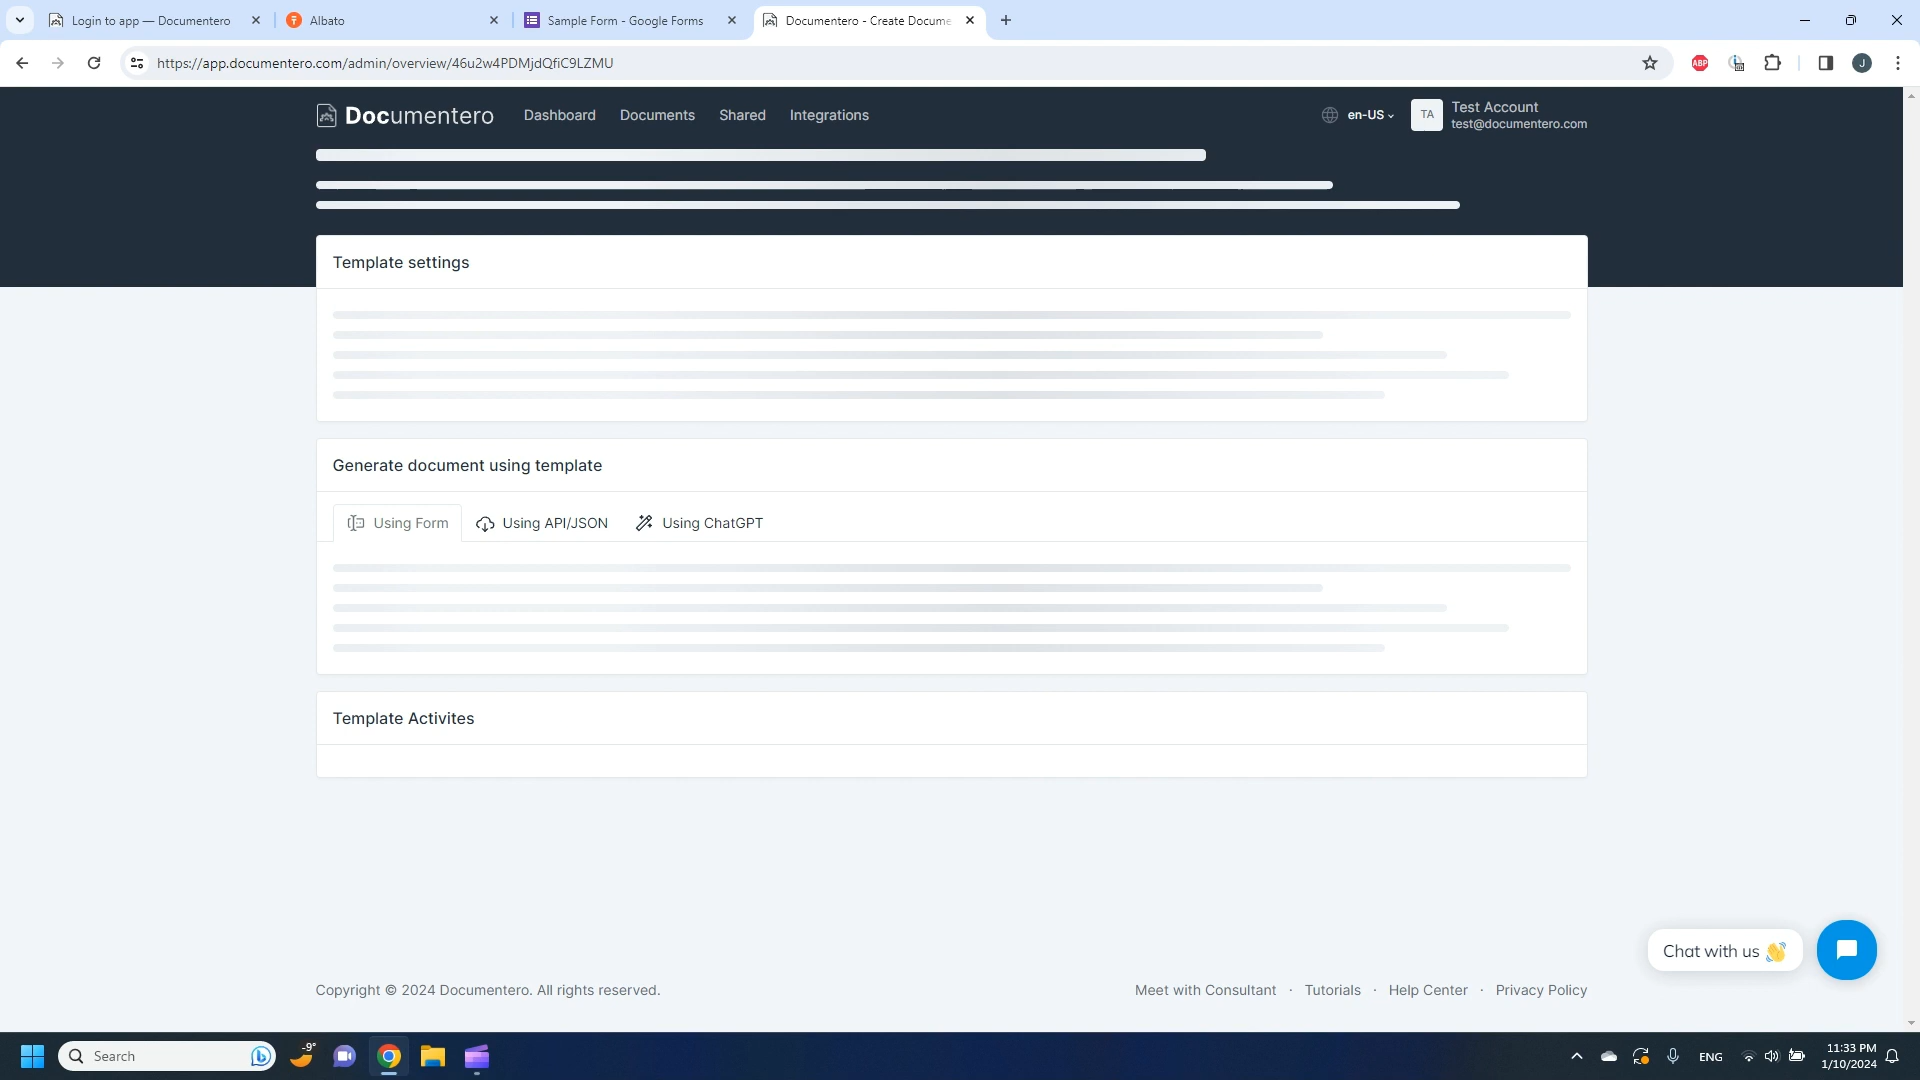 Login to app — Documentero
Albato
Sample Form - Google Forms
Documentero - Create Docume
https://app.documentero.com/admin/overview/46u2w4PDMjdQfiC9LZMU
ABP
J
Documentero
Dashboard
Documents
Shared
Integrations
en-US
TA
Test Account
test@documentero.com
Template settings
Generate document using template
Using Form
Using API/JSON
Using ChatGPT
Template Activites
Chat with us 👋
Copyright © 2024 Documentero. All rights reserved.
Meet with Consultant · Tutorials · Help Center · Privacy Policy
Search
-9°
ENG
11:33 PM
1/10/2024